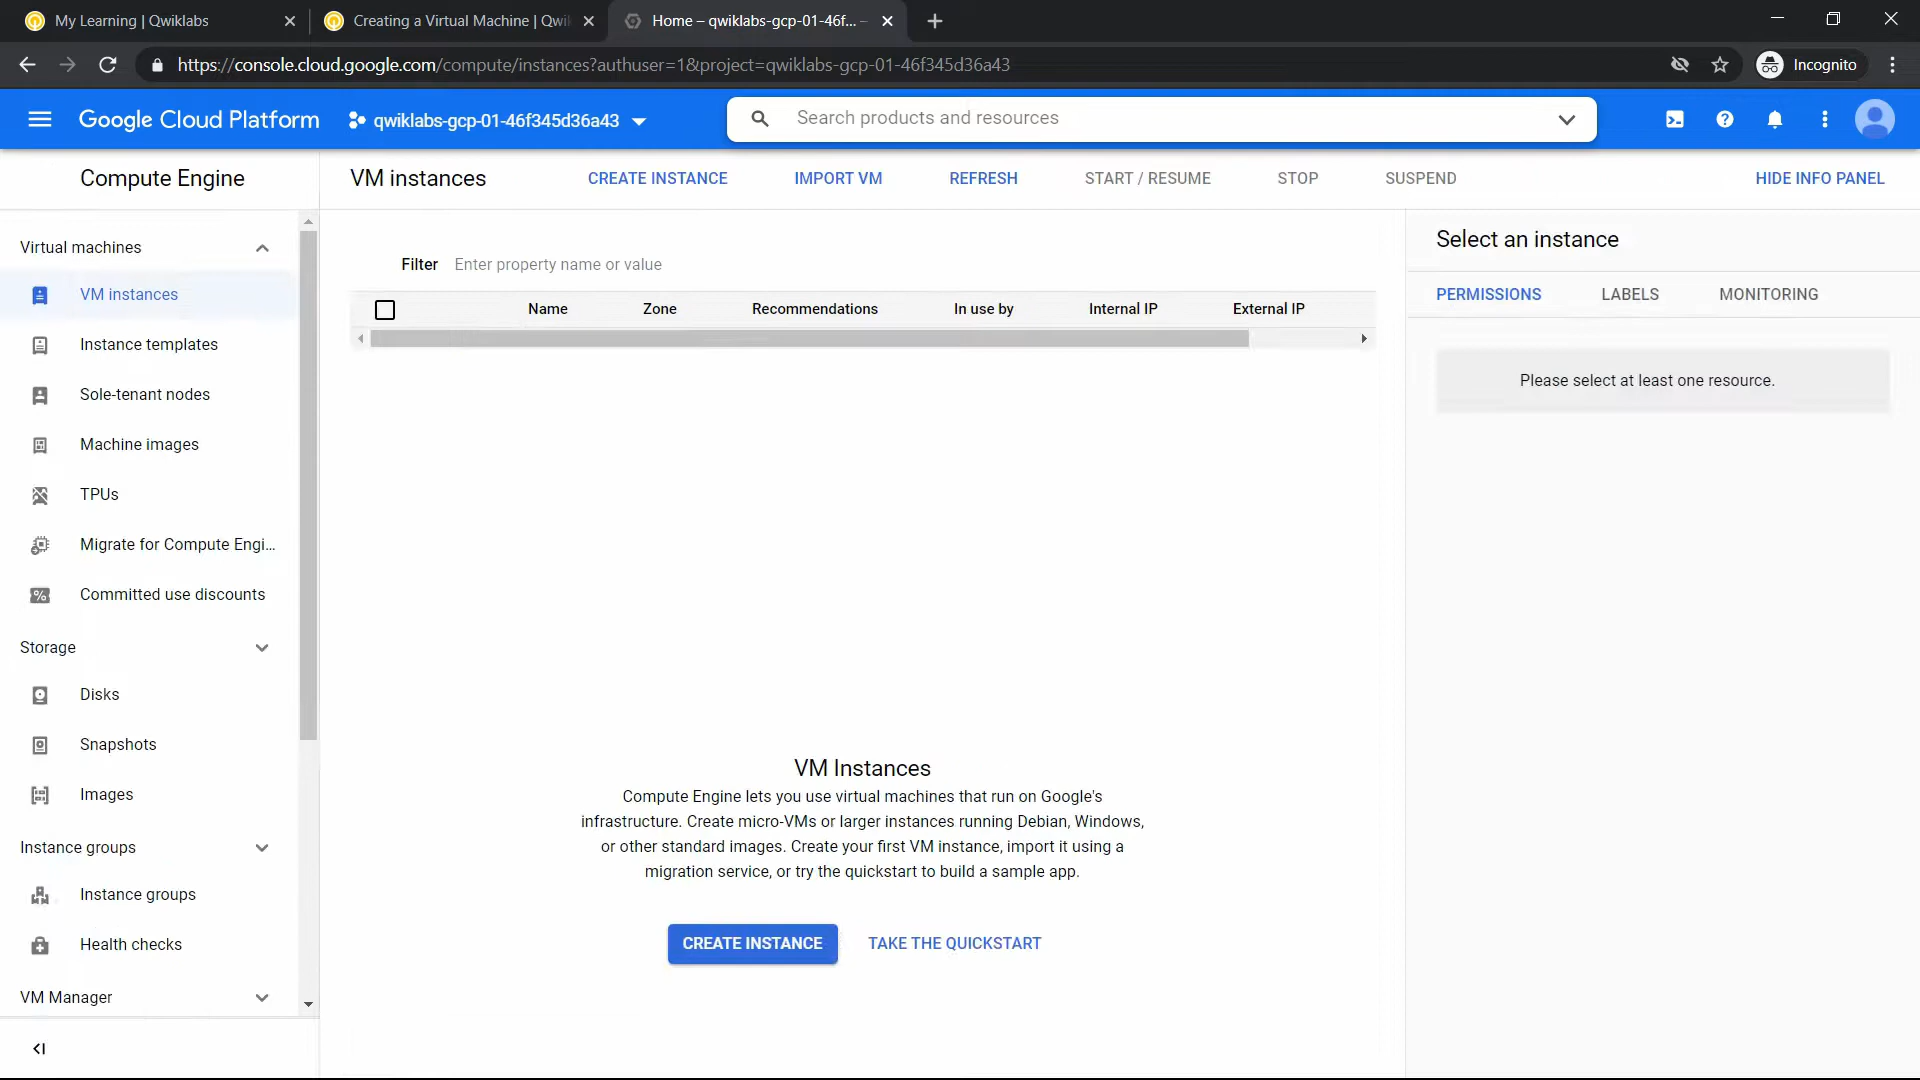 My Learning | Qwiklabs
Creating a Virtual Machine | Qwi
Home – qwiklabs-gcp-01-46f... –
https://console.cloud.google.com/compute/instances?authuser=1&project=qwiklabs-gcp-01-46f345d36a43
Incognito
Google Cloud Platform
qwiklabs-gcp-01-46f345d36a43
Search products and resources
Compute Engine
VM instances
CREATE INSTANCE
IMPORT VM
REFRESH
START / RESUME
STOP
SUSPEND
HIDE INFO PANEL
Virtual machines
VM instances
Instance templates
Sole-tenant nodes
Machine images
TPUs
Migrate for Compute Engi...
Committed use discounts
Storage
Disks
Snapshots
Images
Instance groups
Instance groups
Health checks
VM Manager
Filter Enter property name or value
Name Zone Recommendations In use by Internal IP External IP
VM Instances
Compute Engine lets you use virtual machines that run on Google's
infrastructure. Create micro-VMs or larger instances running Debian, Windows,
or other standard images. Create your first VM instance, import it using a
migration service, or try the quickstart to build a sample app.
CREATE INSTANCE
TAKE THE QUICKSTART
Select an instance
PERMISSIONS
LABELS
MONITORING
Please select at least one resource.